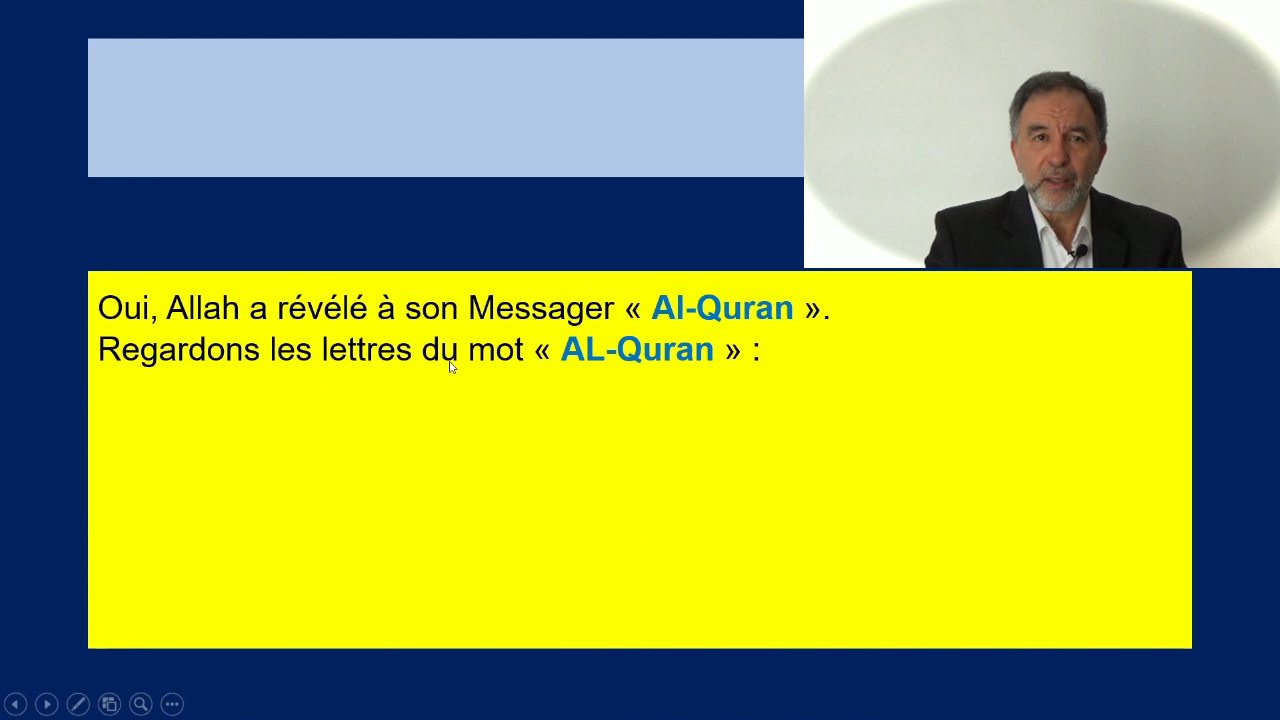 Oui, Allah a révélé à son Messager « Al-Quran ».
Regardons les lettres du mot « AL-Quran » :